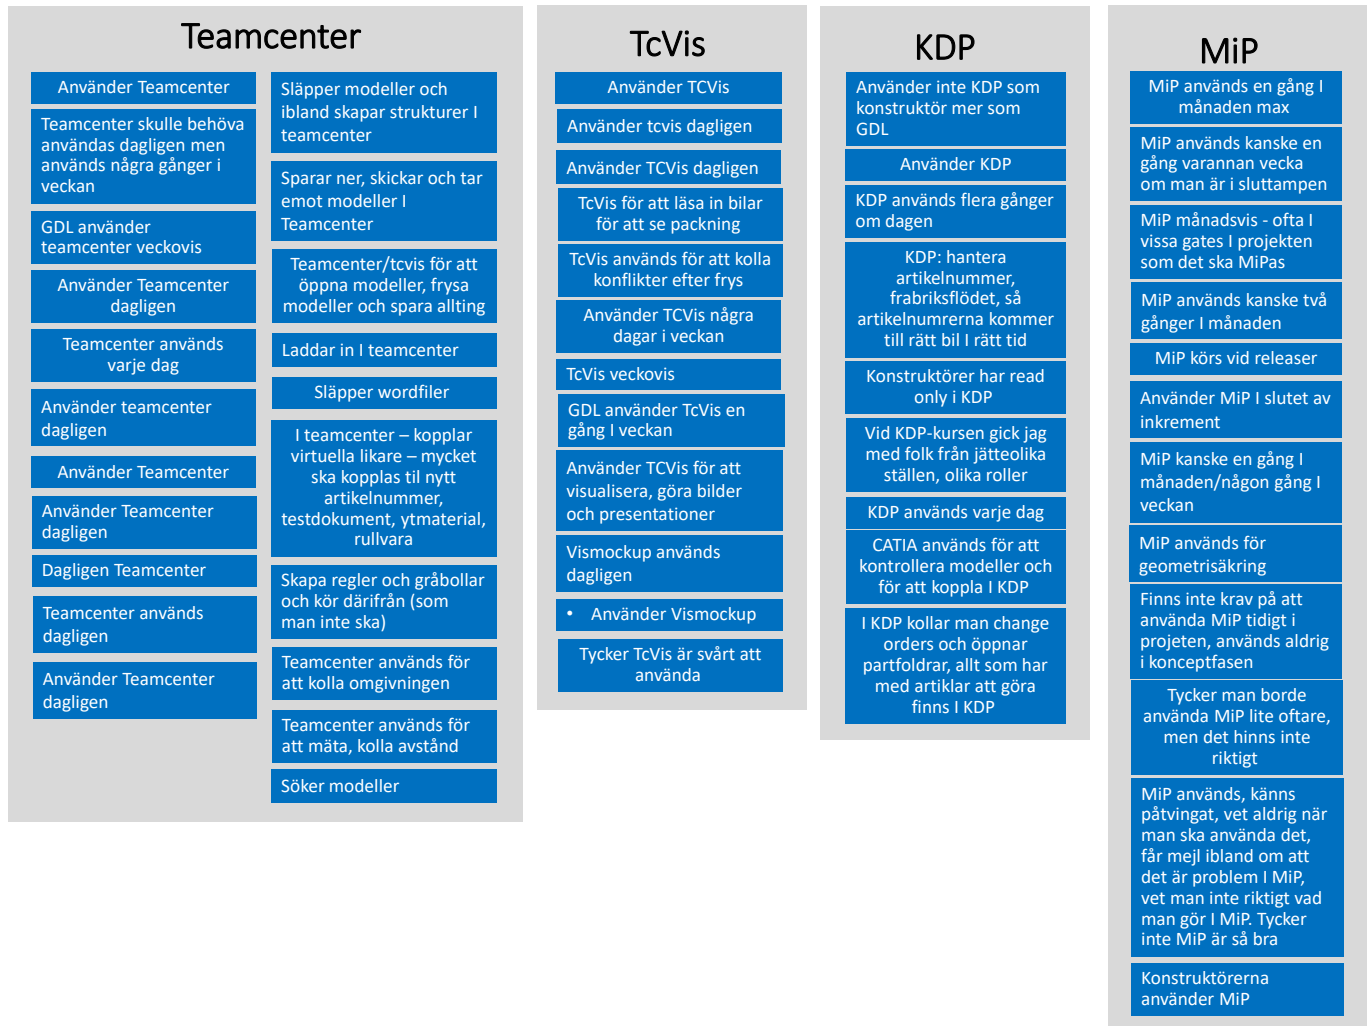 Teamcenter
Använder Teamcenter
Teamcenter skulle behöva
användas dagligen men
används några gånger i
veckan
GDL använder
teamcenter veckovis
Använder Teamcenter
dagligen
Teamcenter används
varje dag
Använder teamcenter
dagligen
Använder Teamcenter
Använder Teamcenter
dagligen
Dagligen Teamcenter
Teamcenter används
dagligen
Använder Teamcenter
dagligen
Släpper modeller och
ibland skapar strukturer I
teamcenter
Sparar ner, skickar och tar
emot modeller I
Teamcenter
Teamcenter/tcvis för att
öppna modeller, frysa
modeller och spara allting
Laddar in I teamcenter
Släpper wordfiler
I teamcenter – kopplar
virtuella likare – mycket
ska kopplas til nytt
artikelnummer,
testdokument, ytmaterial,
rullvara
Skapa regler och gråbollar
och kör därifrån (som
man inte ska)
Teamcenter används för
att kolla omgivningen
Teamcenter används för
att mäta, kolla avstånd
Söker modeller
TcVis
Använder TCVis
Använder tcvis dagligen
Använder TCVis dagligen
TcVis för att läsa in bilar
för att se packning
TcVis används för att kolla
konflikter efter frys
Använder TCVis några
dagar i veckan
TcVis veckovis
GDL använder TcVis en
gång I veckan
Använder TCVis för att
visualisera, göra bilder
och presentationer
Vismockup används
dagligen
• Använder Vismockup
Tycker TcVis är svårt att
använda
KDP
Använder inte KDP som
konstruktör mer som
GDL
Använder KDP
KDP används flera gånger
om dagen
KDP: hantera
artikelnummer,
frabriksflödet, så
artikelnumrerna kommer
till rätt bil I rätt tid
Konstruktörer har read
only i KDP
Vid KDP-kursen gick jag
med folk från jätteolika
ställen, olika roller
KDP används varje dag
CATIA används för att
kontrollera modeller och
för att koppla I KDP
I KDP kollar man change
orders och öppnar
partfoldrar, allt som har
med artiklar att göra
finns I KDP
MiP
MiP används en gång I
månaden max
MiP används kanske en
gång varannan vecka
om man är i sluttampen
MiP månadsvis - ofta I
vissa gates I projekten
som det ska MiPas
MiP används kanske två
gånger I månaden
MiP körs vid releaser
Använder MiP I slutet av
inkrement
MiP kanske en gång I
månaden/någon gång I
veckan
MiP används för
geometrisäkring
Finns inte krav på att
använda MiP tidigt i
projeten, används aldrig
i konceptfasen
Tycker man borde
använda MiP lite oftare,
men det hinns inte
riktigt
MiP används, känns
påtvingat, vet aldrig när
man ska använda det,
får mejl ibland om att
det är problem I MiP,
vet man inte riktigt vad
man gör I MiP. Tycker
inte MiP är så bra
Konstruktörerna
använder MiP